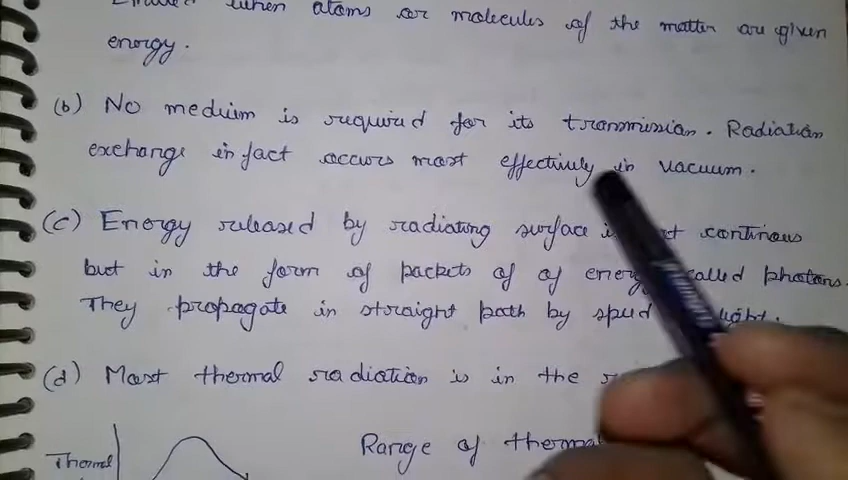 when atoms or molecules of the matter are given
energy.
(b) No medium is required for its transmission. Radiation
exchange in fact occurs most effectively in vacuum.
(c) Energy released by radiating surface continous
but in the form of packets of of energy called photons.
They propagate in straight path by speed light.
(d) Most thermal radiation is in the
Range of thermal
Thermal